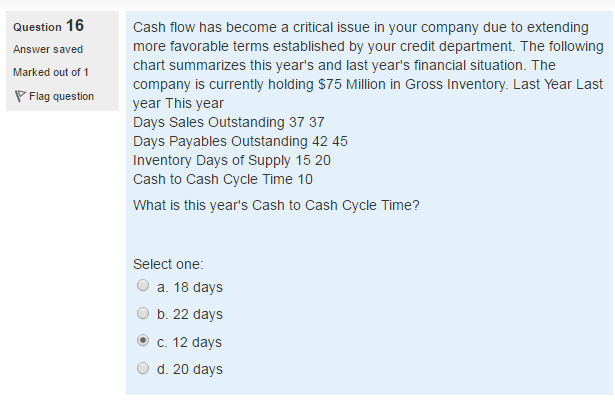 Question 16
Answer saved
Marked out of 1
Flag question
Cash flow has become a critical issue in your company due to extending
more favorable terms established by your credit department. The following
chart summarizes this year's and last year's financial situation. The
company is currently holding $75 Million in Gross Inventory. Last Year Last
year This year
Days Sales Outstanding 37 37
Days Payables Outstanding 42 45
Inventory Days of Supply 15 20
Cash to Cash Cycle Time 10
What is this year's Cash to Cash Cycle Time?
Select one:
a. 18 days
b. 22 days
c. 12 days
d. 20 days